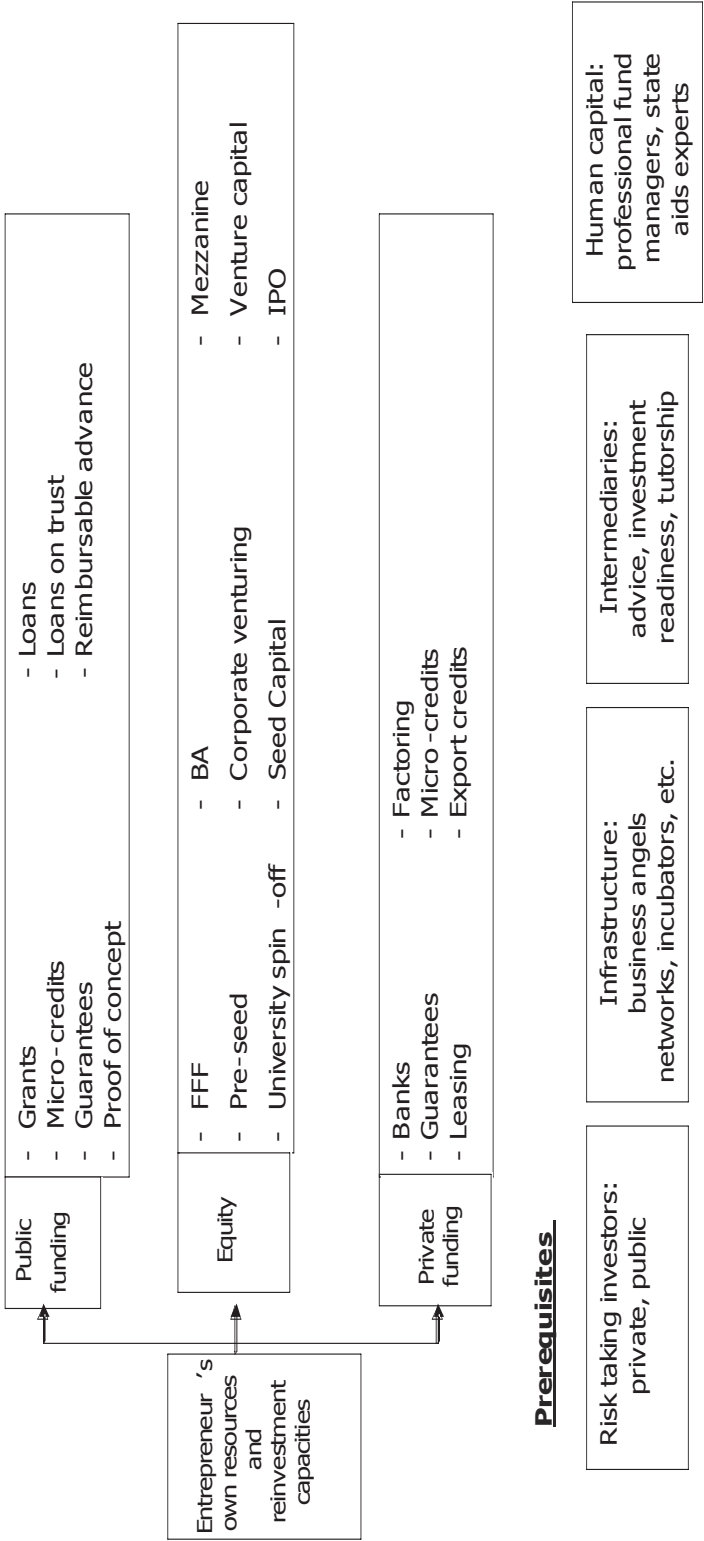 Entrepreneur 's
own resources
and
reinvestment
capacities
Public
funding
- Grants
- Micro-credits
- Guarantees
- Proof of concept
- Loans
- Loans on trust
- Reimbursable advance
Equity
- FFF
- Pre-seed
- University spin -off
- BA
- Corporate venturing
- Seed Capital
- Mezzanine
- Venture capital
- IPO
Private
funding
- Banks
- Guarantees
- Leasing
- Factoring
- Micro-credits
- Export credits
Prerequisites
Risk taking investors:
private, public
Infrastructure:
business angels
networks, incubators, etc.
Intermediaries:
advice, investment
readiness, tutorship
Human capital:
professional fund
managers, state
aids experts